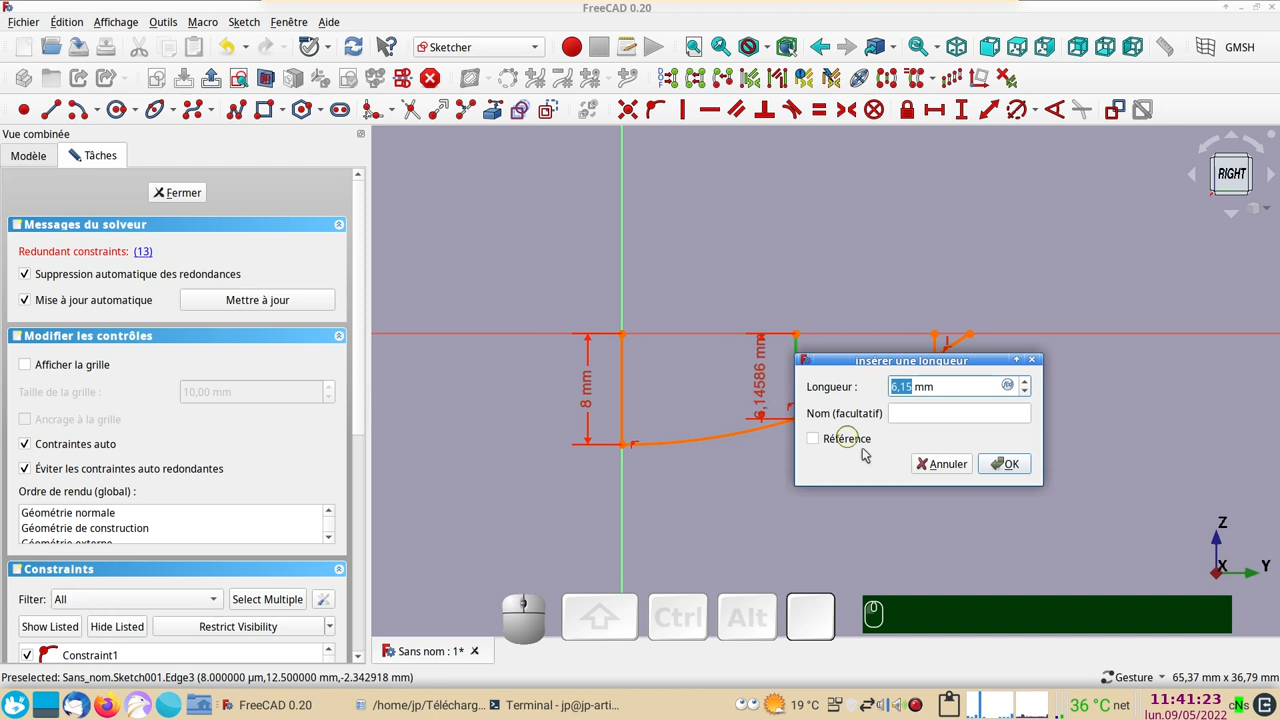 FreeCAD 0.20
Fichier Édition Affichage Outils Macro Sketch Fenêtre Aide
Sketcher
GMSH
Vue combinée
Modèle Tâches
Fermer
Messages du solveur
Redundant constraints: (13)
Suppression automatique des redondances
Mise à jour automatique Mettre à jour
Modifier les contrôles
Afficher la grille
Taille de la grille : 10,00 mm
Ancrage à la grille
Contraintes auto
Éviter les contraintes auto redondantes
Ordre de rendu (global) :
Géométrie normale
Géométrie de construction
Géométrie externe
Constraints
Filter: All Select Multiple
Show Listed Hide Listed Restrict Visibility
Constraint1
8 mm
6,14586 mm
RIGHT
insérer une longueur
Longueur : 6,15 mm
Nom (facultatif)
Référence
Annuler OK
Z
X Y
Ctrl Alt
Sans nom : 1*
Preselected: Sans_nom.Sketch001.Edge3 (8.000000 µm,12.500000 mm,-2.342918 mm)
Gesture 65,37 mm x 36,79 mm
FreeCAD 0.20
/home/jp/Télécharg...
Terminal - jp@jp-arti...
19 °C
36 °C net
11:41:23
lun.09/05/2022